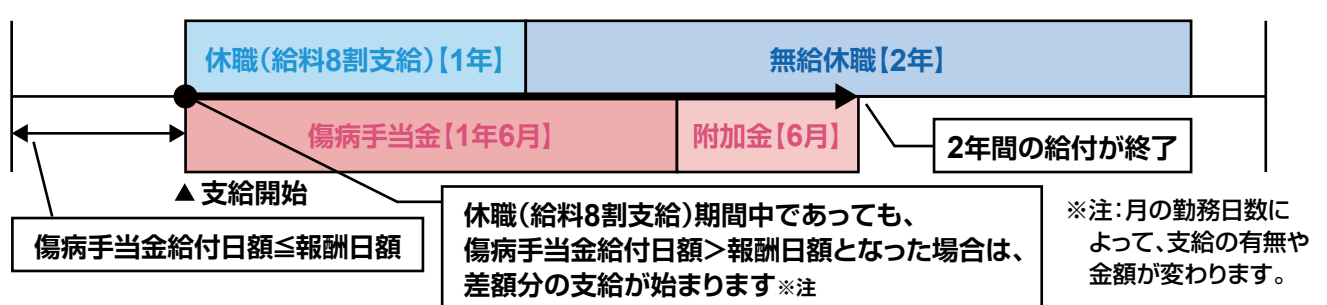 休職（給料8割支給）【1年】
無給休職【2年】
傷病手当金【1年6月】
附加金【6月】
2年間の給付が終了
▲ 支給開始
傷病手当金給付日額≦報酬日額
休職（給料8割支給）期間中であっても、
傷病手当金給付日額＞報酬日額となった場合は、
差額分の支給が始まります※注
※注：月の勤務日数に
よって、支給の有無や
金額が変わります。